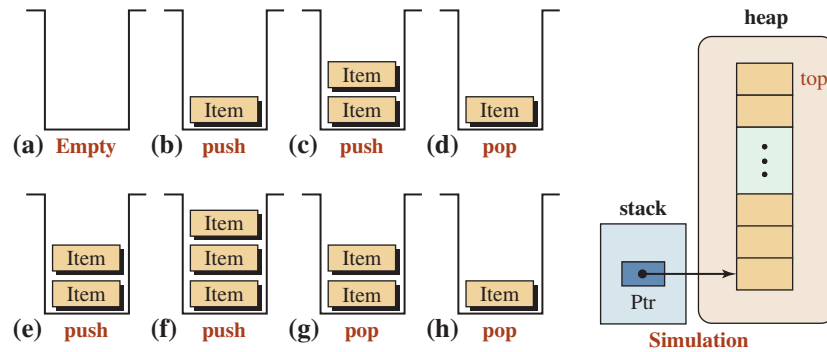 Item
Item
Item
Item
(a) Empty
(b) push
(c) push
(d) pop
Item
Item
Item
Item
Item
Item
Item
Item
(e) push
(f) push
(g) pop
(h) pop
heap
top
stack
Ptr
Simulation